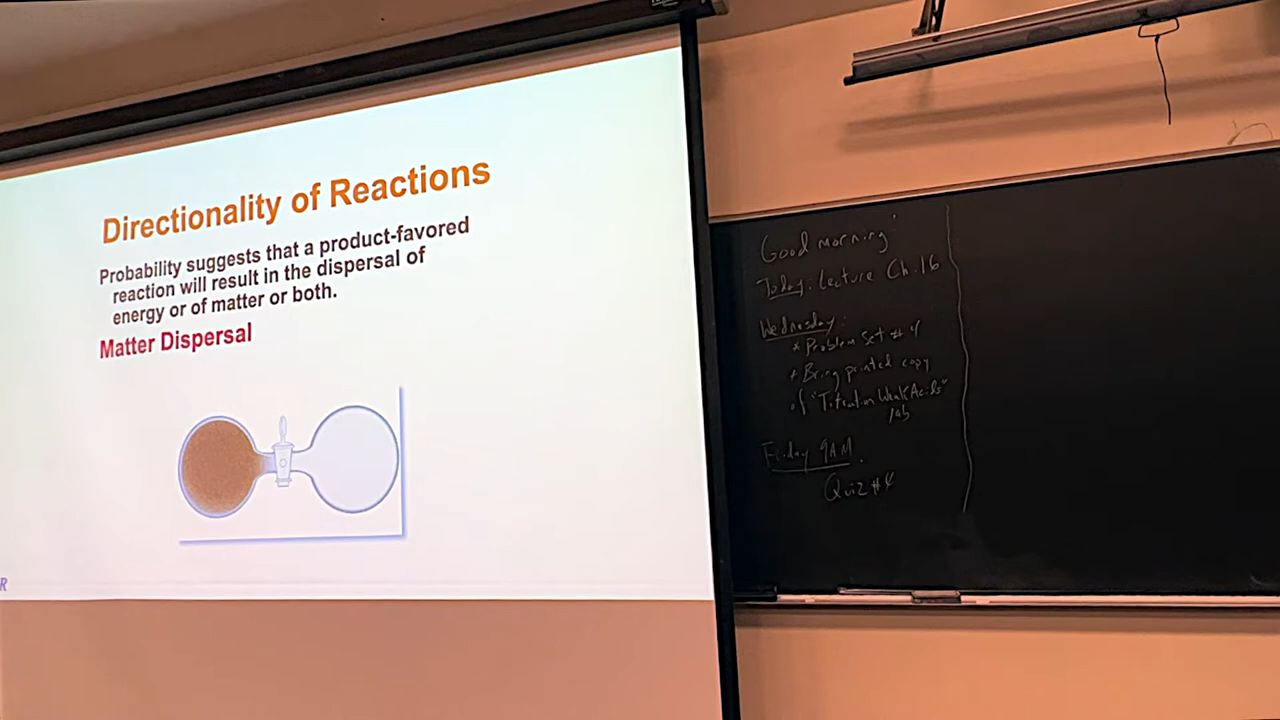 Directionality of Reactions
Probability suggests that a product-favored
reaction will result in the dispersal of
energy or of matter or both.
Matter Dispersal
R
Good morning
Today: Lecture Ch. 16
Wednesday:
* Problem Set # 4
+ Bring printed copy
of "Titration Weak Acids"
lab
Friday 9AM.
Quiz #4